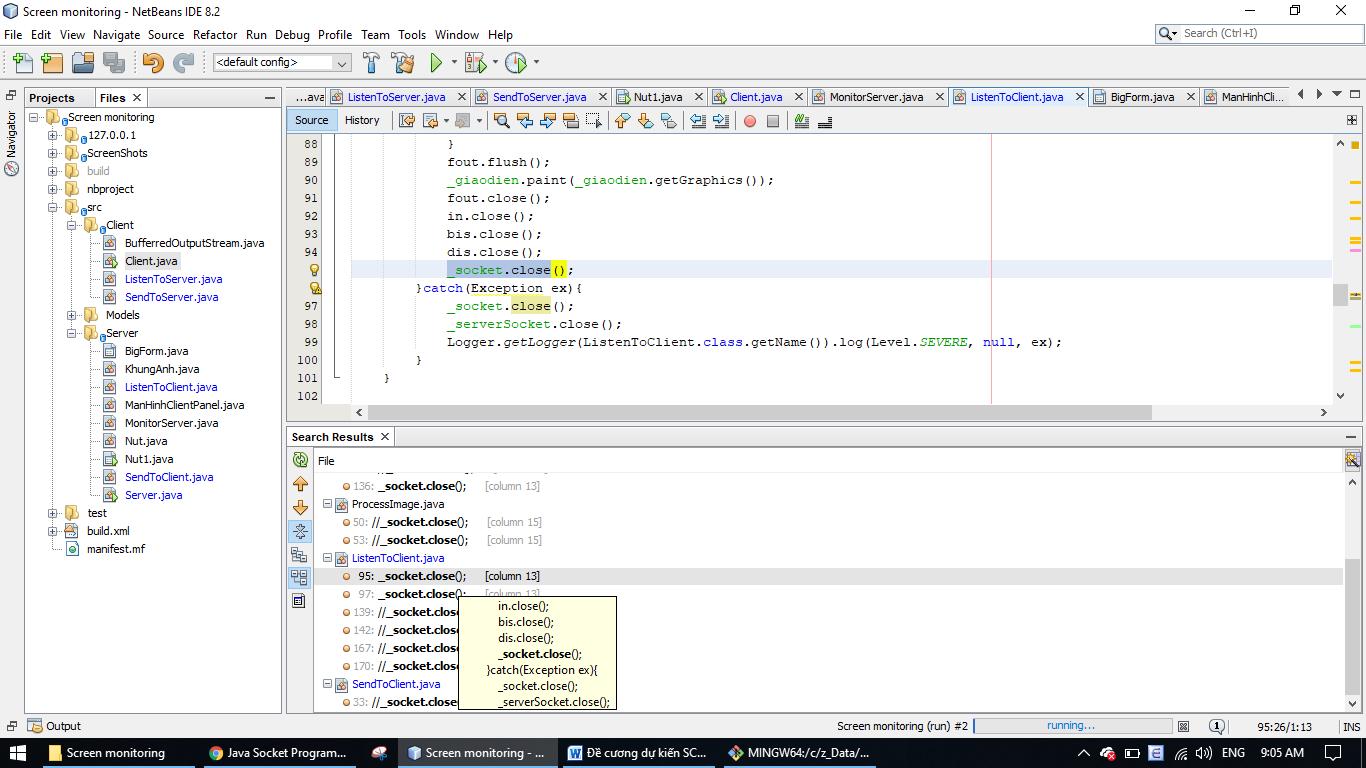 Screen monitoring - NetBeans IDE 8.2
File Edit View Navigate Source Refactor Run Debug Profile Team Tools Window Help
Search (Ctrl+I)
<default config>
Projects Files
Navigator
Screen monitoring
127.0.0.1
ScreenShots
build
nbproject
src
Client
BufferredOutputStream.java
Client.java
ListenToServer.java
SendToServer.java
Models
Server
BigForm.java
KhungAnh.java
ListenToClient.java
ManHinhClientPanel.java
MonitorServer.java
Nut.java
Nut1.java
SendToClient.java
Server.java
test
build.xml
manifest.mf
...ava ListenToServer.java SendToServer.java Nut1.java Client.java MonitorServer.java ListenToClient.java BigForm.java ManHinhCli...
Source History
88 }
89 fout.flush();
90 _giaodien.paint(_giaodien.getGraphics());
91 fout.close();
92 in.close();
93 bis.close();
94 dis.close();
_socket.close();
}catch(Exception ex){
97 _socket.close();
98 _serverSocket.close();
99 Logger.getLogger(ListenToClient.class.getName()).log(Level.SEVERE, null, ex);
100 }
101 }
102
Search Results
File
136: _socket.close(); [column 13]
ProcessImage.java
50: //_socket.close(); [column 15]
53: //_socket.close(); [column 15]
ListenToClient.java
95: _socket.close(); [column 13]
97: _socket.close(); [column 13]
139: //_socket.close
142: //_socket.close
167: //_socket.close
170: //_socket.close
SendToClient.java
33: //_socket.close
in.close();
bis.close();
dis.close();
_socket.close();
}catch(Exception ex){
_socket.close();
_serverSocket.close();
Output
Screen monitoring (run) #2 running... 1 95:26/1:13 INS
Screen monitoring Java Socket Program... Screen monitoring - ... Đề cương dự kiến SC... MINGW64:/c/z_Data/... ENG 9:05 AM